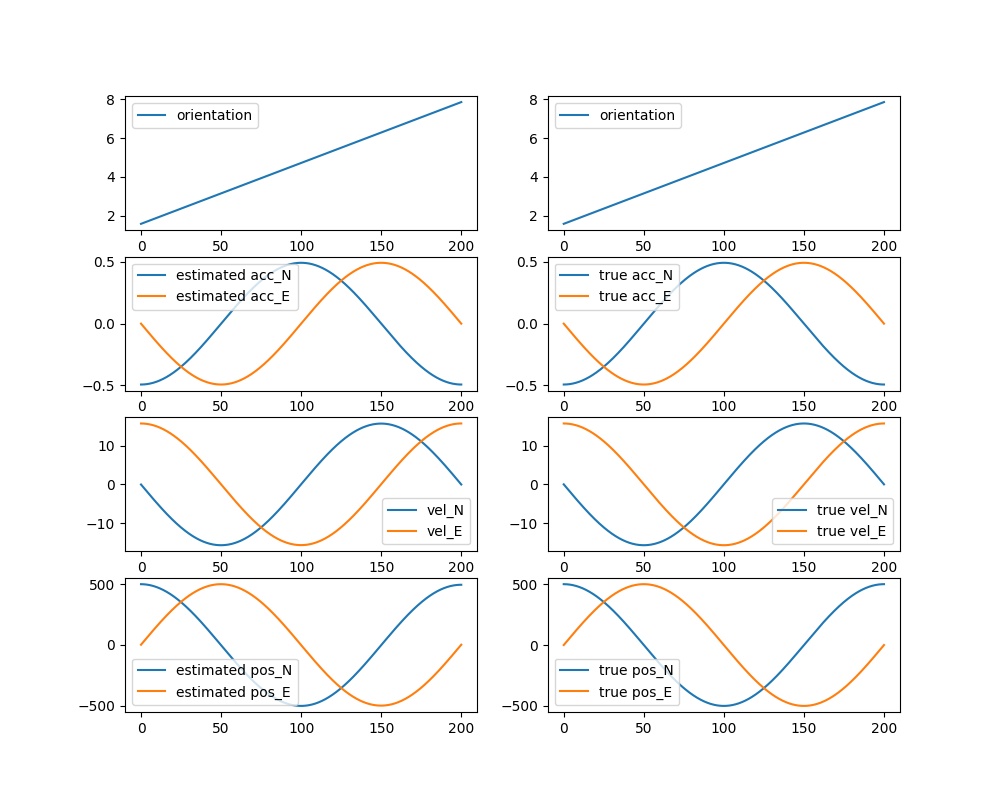 8
6
4
2
orientation
0 50 100 150 200
8
6
4
2
orientation
0 50 100 150 200
0.5
0.0
−0.5
estimated acc_N
estimated acc_E
0 50 100 150 200
0.5
0.0
−0.5
true acc_N
true acc_E
0 50 100 150 200
10
0
−10
vel_N
vel_E
0 50 100 150 200
10
0
−10
true vel_N
true vel_E
0 50 100 150 200
500
0
−500
estimated pos_N
estimated pos_E
0 50 100 150 200
500
0
−500
true pos_N
true pos_E
0 50 100 150 200